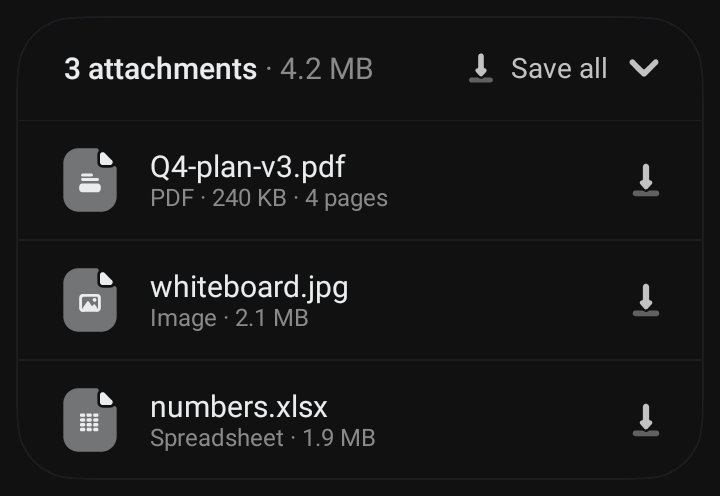 3 attachments · 4.2 MB Save all
Q4-plan-v3.pdf
PDF · 240 KB · 4 pages
whiteboard.jpg
Image · 2.1 MB
numbers.xlsx
Spreadsheet · 1.9 MB